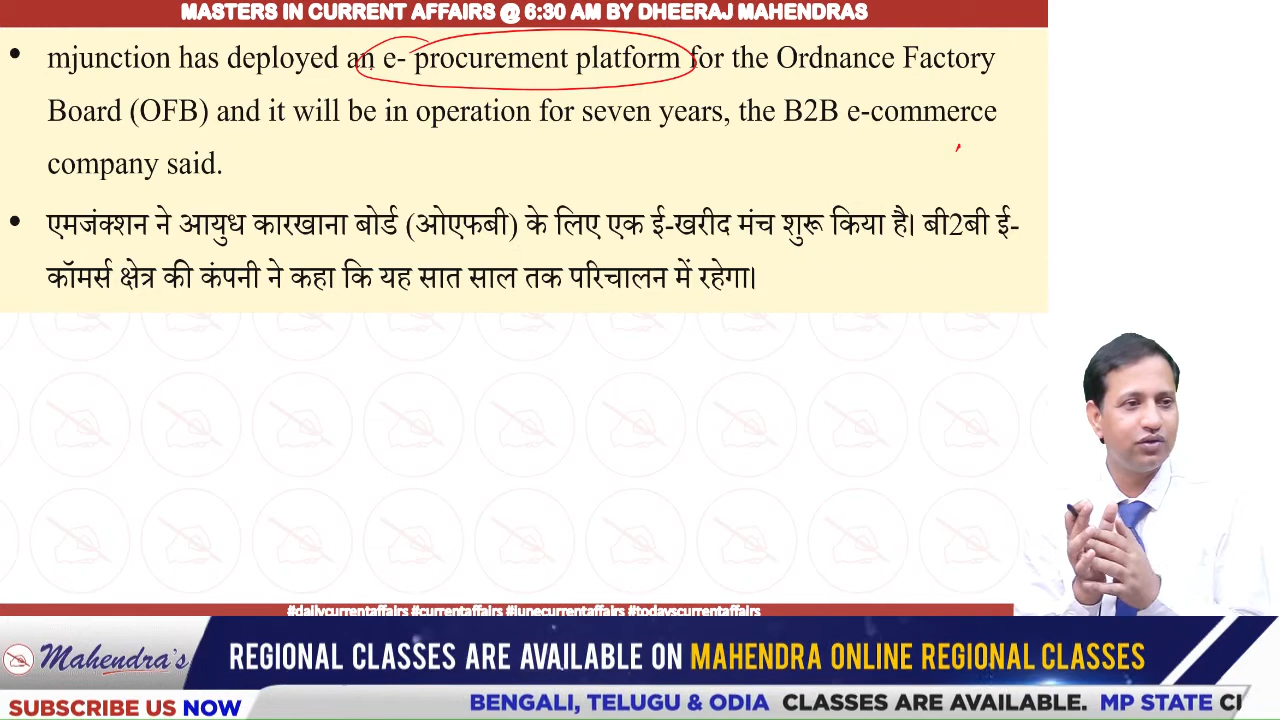 MASTERS IN CURRENT AFFAIRS @ 6:30 AM BY DHEERAJ MAHENDRAS
• mjunction has deployed an e- procurement platform for the Ordnance Factory
Board (OFB) and it will be in operation for seven years, the B2B e-commerce
company said.
• एमजंक्शन ने आयुध कारखाना बोर्ड (ओएफबी) के लिए एक ई-खरीद मंच शुरू किया है। बी2बी ई-
कॉमर्स क्षेत्र की कंपनी ने कहा कि यह सात साल तक परिचालन में रहेगा।
#dailycurrentaffairs #currentaffairs #junecurrentaffairs #todayscurrentaffairs
Mahendra's
REGIONAL CLASSES ARE AVAILABLE ON MAHENDRA ONLINE REGIONAL CLASSES
SUBSCRIBE US NOW
BENGALI, TELUGU & ODIA CLASSES ARE AVAILABLE. MP STATE CI